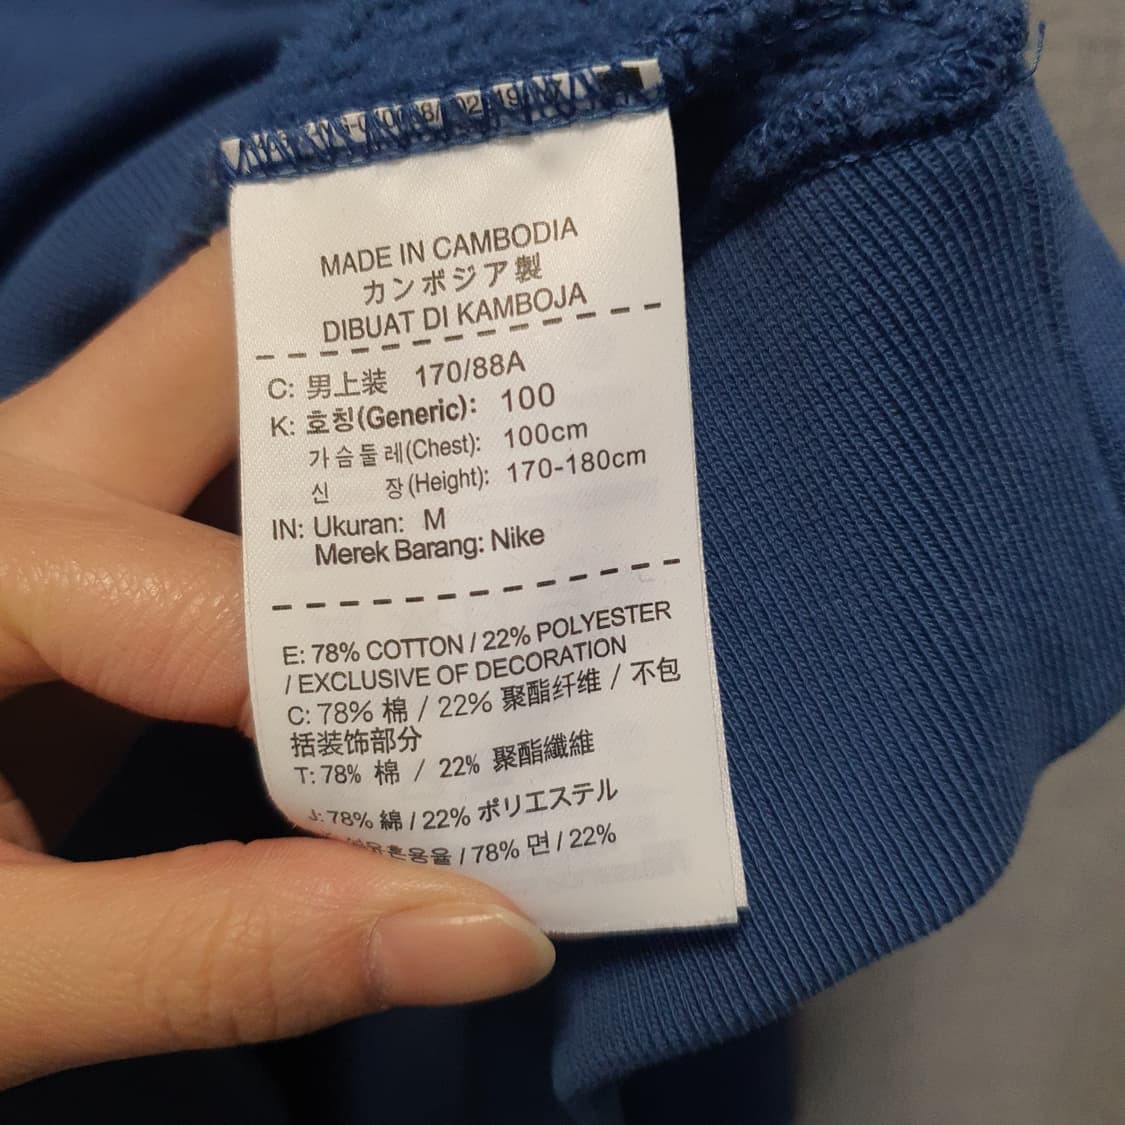 MADE IN CAMBODIA
カンボジア製
DIBUAT DI KAMBOJA
C: 男上装 170/88A
K: 호칭(Generic): 100
가슴둘레(Chest): 100cm
신 장(Height): 170-180cm
IN: Ukuran: M
Merek Barang: Nike
E: 78% COTTON / 22% POLYESTER
/ EXCLUSIVE OF DECORATION
C: 78% 棉 / 22% 聚酯纤维 / 不包
括装饰部分
T: 78% 棉 / 22% 聚酯纖維
J: 78% 綿 / 22% ポリエステル
혼용율 / 78% 면 / 22%